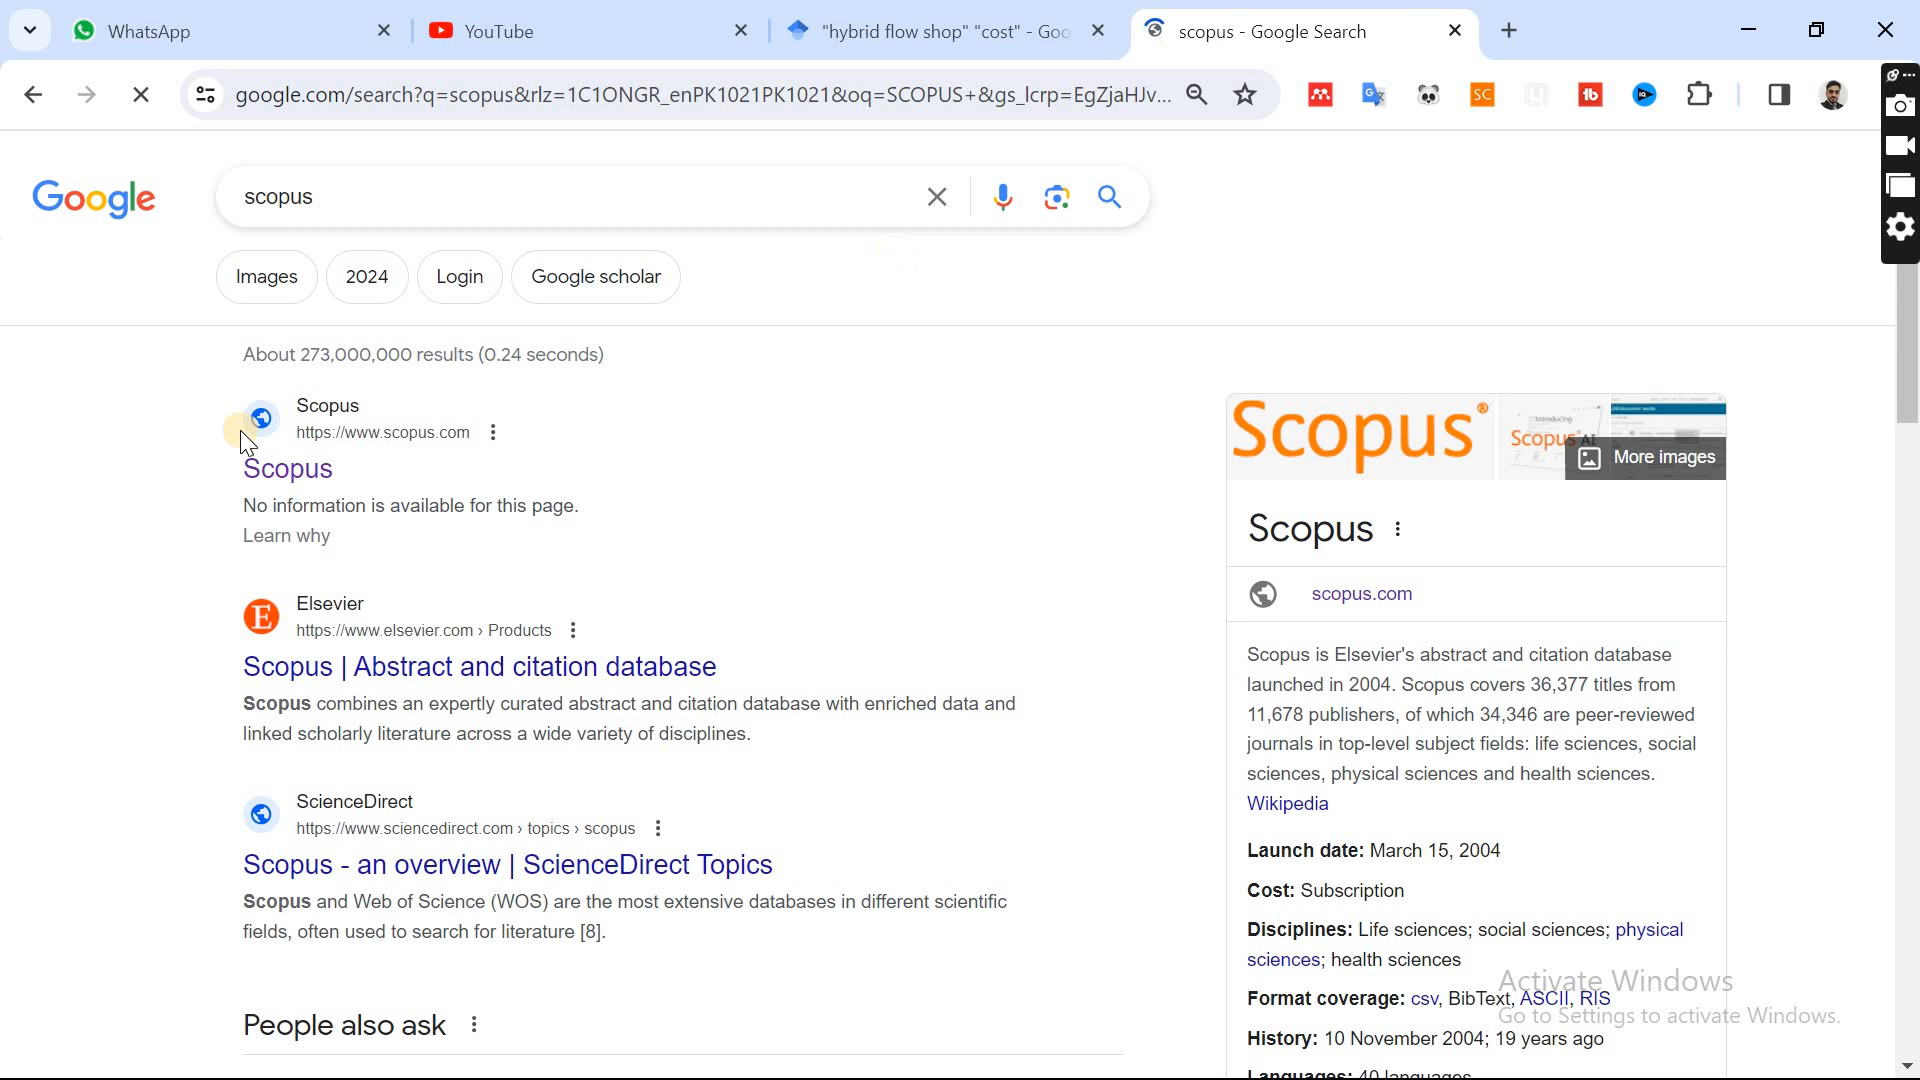 WhatsApp
YouTube
"hybrid flow shop" "cost" - Goo
scopus - Google Search
google.com/search?q=scopus&rlz=1C1ONGR_enPK1021PK1021&oq=SCOPUS+&gs_lcrp=EgZjaHJv...
SC
Google
scopus
Images
2024
Login
Google scholar
About 273,000,000 results (0.24 seconds)
Scopus
https://www.scopus.com
Scopus
No information is available for this page.
Learn why
Elsevier
https://www.elsevier.com › Products
Scopus | Abstract and citation database
Scopus combines an expertly curated abstract and citation database with enriched data and
linked scholarly literature across a wide variety of disciplines.
ScienceDirect
https://www.sciencedirect.com › topics › scopus
Scopus - an overview | ScienceDirect Topics
Scopus and Web of Science (WOS) are the most extensive databases in different scientific
fields, often used to search for literature [8].
People also ask
Scopus®
Introducing
Scopus AI
More images
Scopus
scopus.com
Scopus is Elsevier's abstract and citation database
launched in 2004. Scopus covers 36,377 titles from
11,678 publishers, of which 34,346 are peer-reviewed
journals in top-level subject fields: life sciences, social
sciences, physical sciences and health sciences.
Wikipedia
Launch date: March 15, 2004
Cost: Subscription
Disciplines: Life sciences; social sciences; physical
sciences; health sciences
Format coverage: csv, BibText, ASCII, RIS
History: 10 November 2004; 19 years ago
Languages: 40 languages
Activate Windows
Go to Settings to activate Windows.